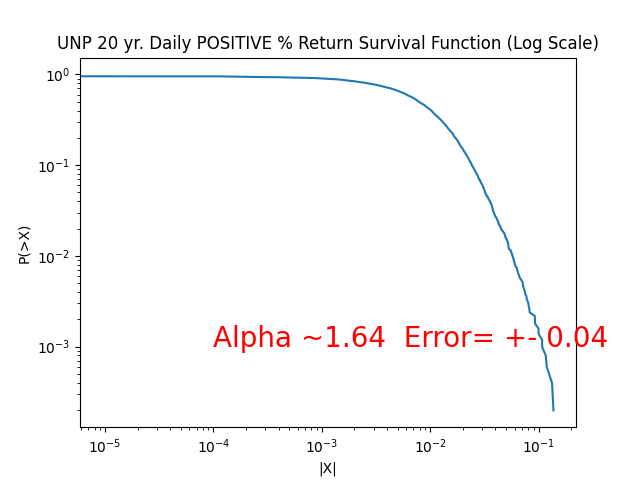 UNP 20 yr. Daily POSITIVE % Return Survival Function (Log Scale)
P(>X)
10⁰
10⁻¹
10⁻²
10⁻³
Alpha ~1.64  Error= +- 0.04
10⁻⁵ 10⁻⁴ 10⁻³ 10⁻² 10⁻¹
|X|